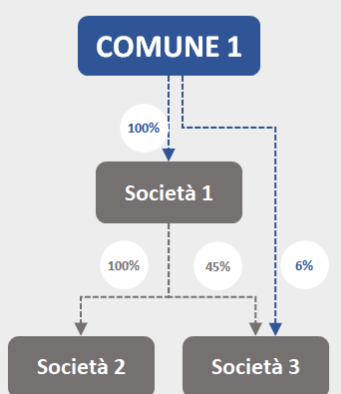 COMUNE 1
100%
Società 1
100% 45% 6%
Società 2 Società 3